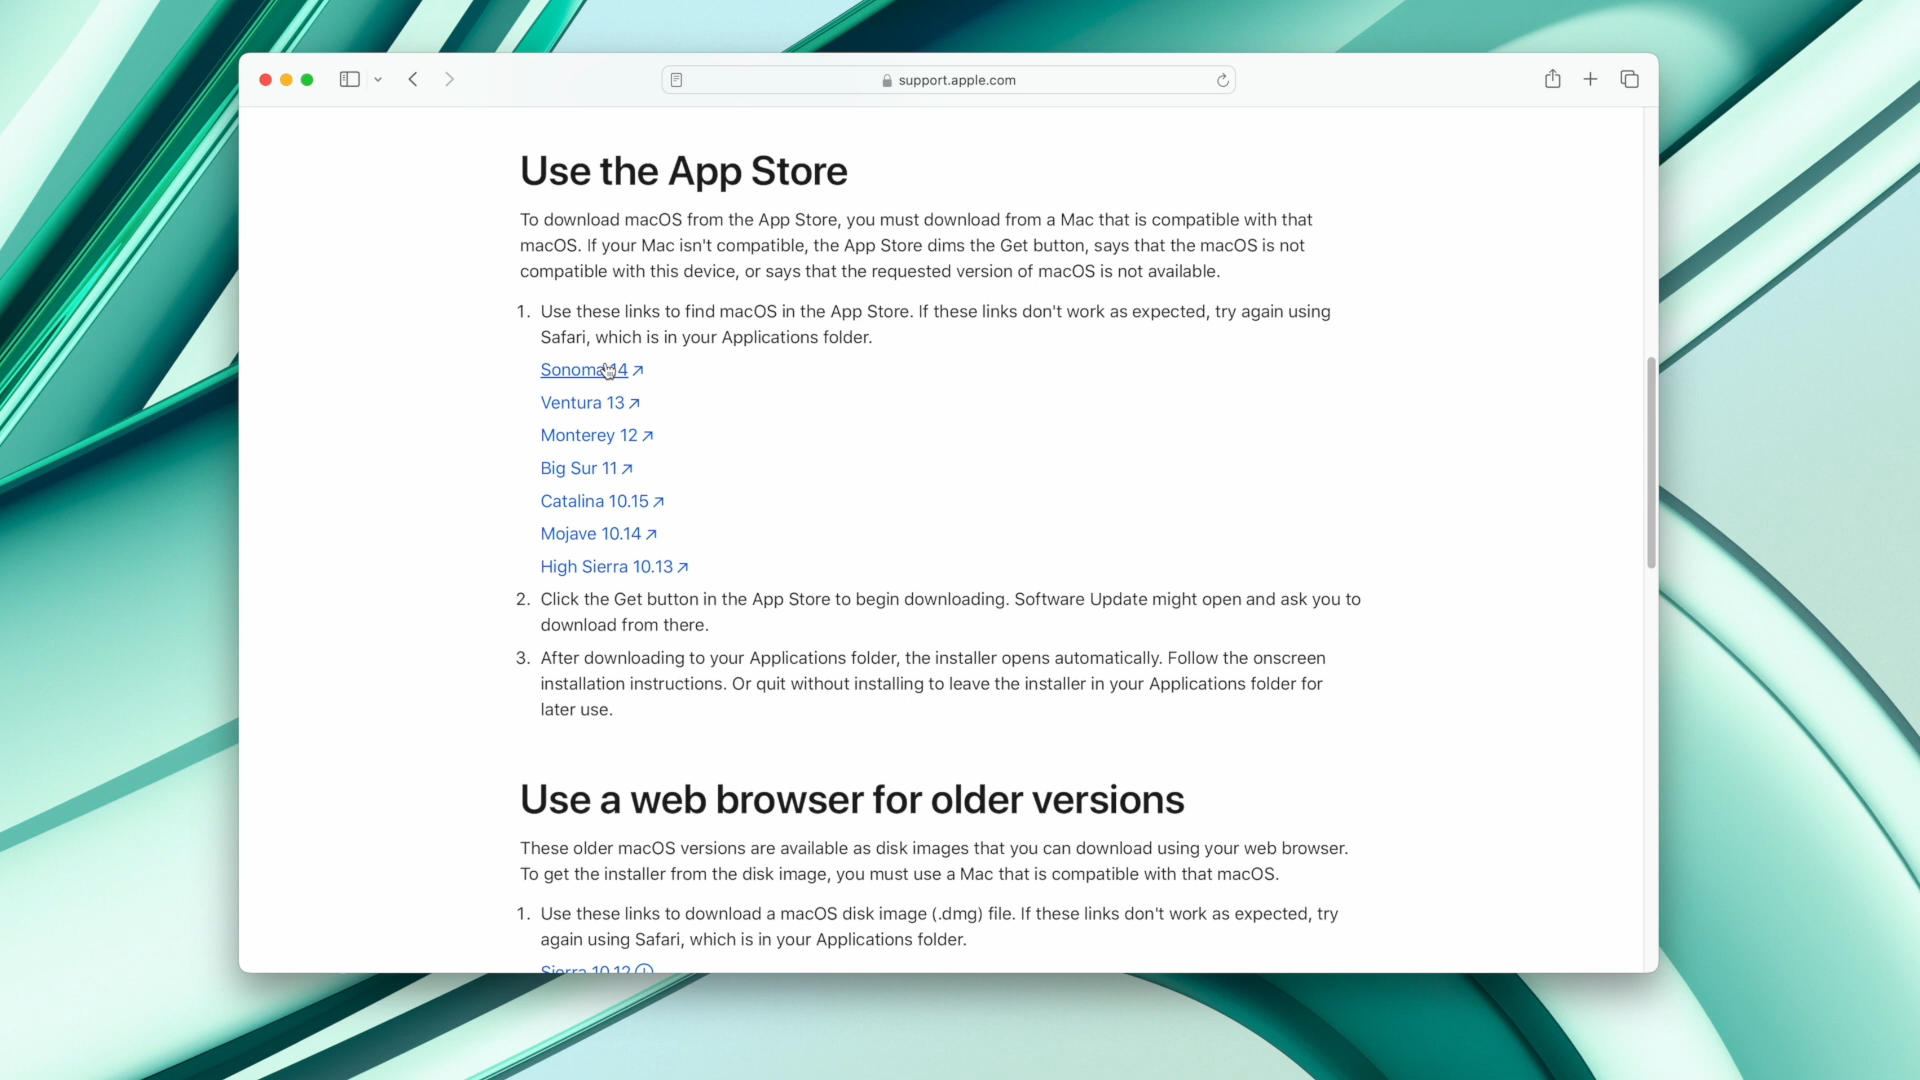 support.apple.com
Use the App Store
To download macOS from the App Store, you must download from a Mac that is compatible with that
macOS. If your Mac isn't compatible, the App Store dims the Get button, says that the macOS is not
compatible with this device, or says that the requested version of macOS is not available.
1. Use these links to find macOS in the App Store. If these links don't work as expected, try again using
Safari, which is in your Applications folder.
Sonoma 14 ↗
Ventura 13 ↗
Monterey 12 ↗
Big Sur 11 ↗
Catalina 10.15 ↗
Mojave 10.14 ↗
High Sierra 10.13 ↗
2. Click the Get button in the App Store to begin downloading. Software Update might open and ask you to
download from there.
3. After downloading to your Applications folder, the installer opens automatically. Follow the onscreen
installation instructions. Or quit without installing to leave the installer in your Applications folder for
later use.
Use a web browser for older versions
These older macOS versions are available as disk images that you can download using your web browser.
To get the installer from the disk image, you must use a Mac that is compatible with that macOS.
1. Use these links to download a macOS disk image (.dmg) file. If these links don't work as expected, try
again using Safari, which is in your Applications folder.
Sierra 10.12